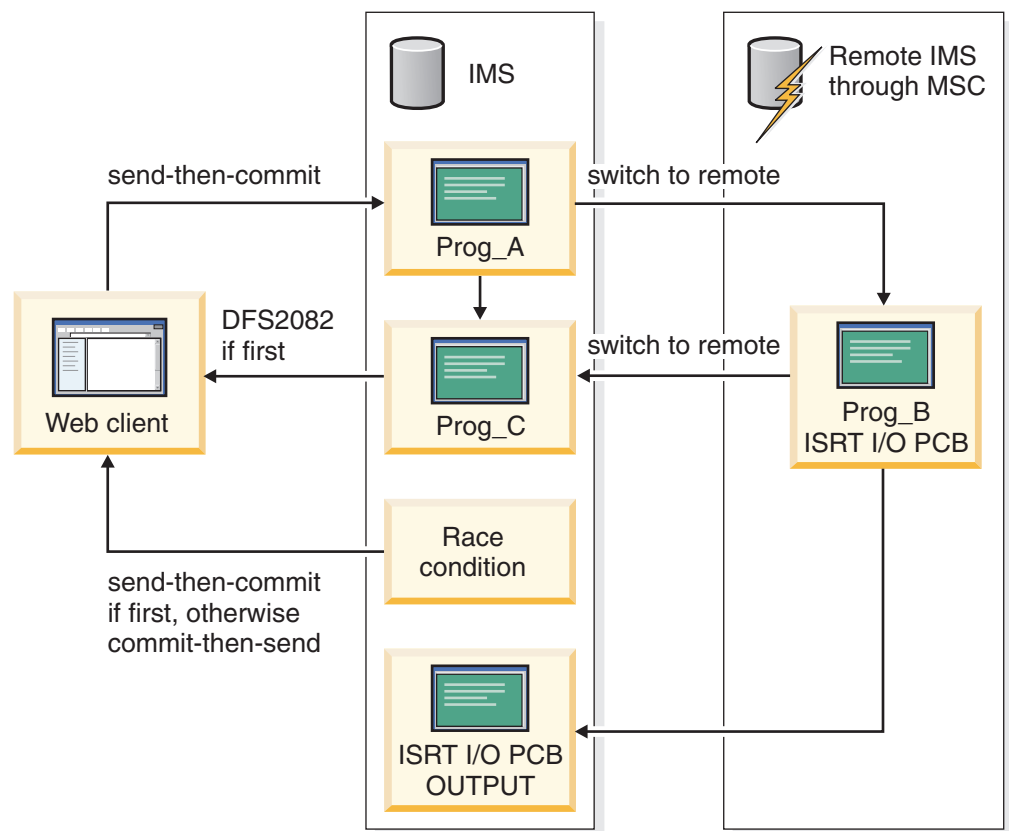 IMS
Remote IMS
through MSC
send-then-commit
switch to remote
Prog_A
DFS2082
if first
switch to remote
Web client
Prog_C
Prog_B
ISRT I/O PCB
Race
condition
send-then-commit
if first, otherwise
commit-then-send
ISRT I/O PCB
OUTPUT